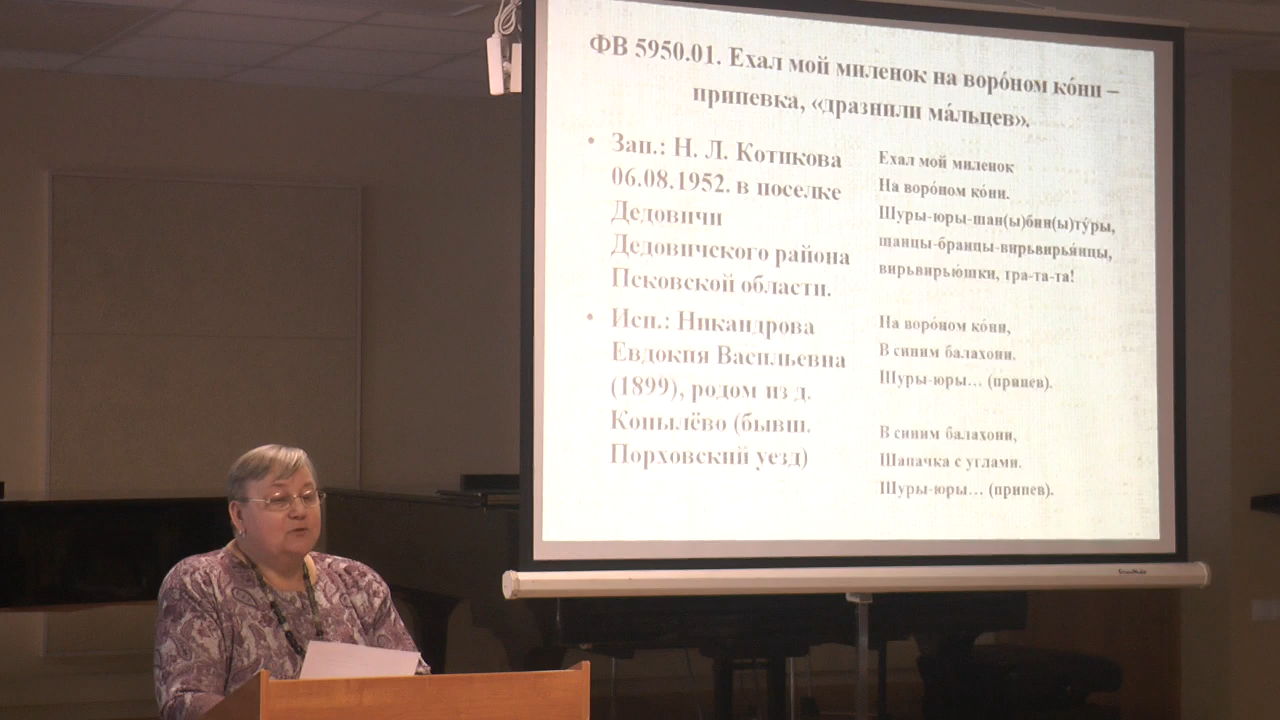 ФВ 5950.01. Ехал мой миленок на воро́ном ко́ни –
припевка, «дразнили ма́льцев».
• Зап.: Н. Л. Котикова
06.08.1952. в поселке
Дедовичи
Дедовичского района
Псковской области.
• Исп.: Никандрова
Евдокия Васильевна
(1899), родом из д.
Копылёво (бывш.
Порховский уезд)
Ехал мой миленок
На воро́ном ко́ни.
Шуры-юры-шан(ы)бин(ы)ту́ры,
шанцы-бранцы-вирьвирья́нцы,
вирьвирью́шки, тра-та-та!
На воро́ном ко́ни,
В синим балахони.
Шуры-юры… (припев).
В синим балахони,
Шапачка с углами.
Шуры-юры… (припев).